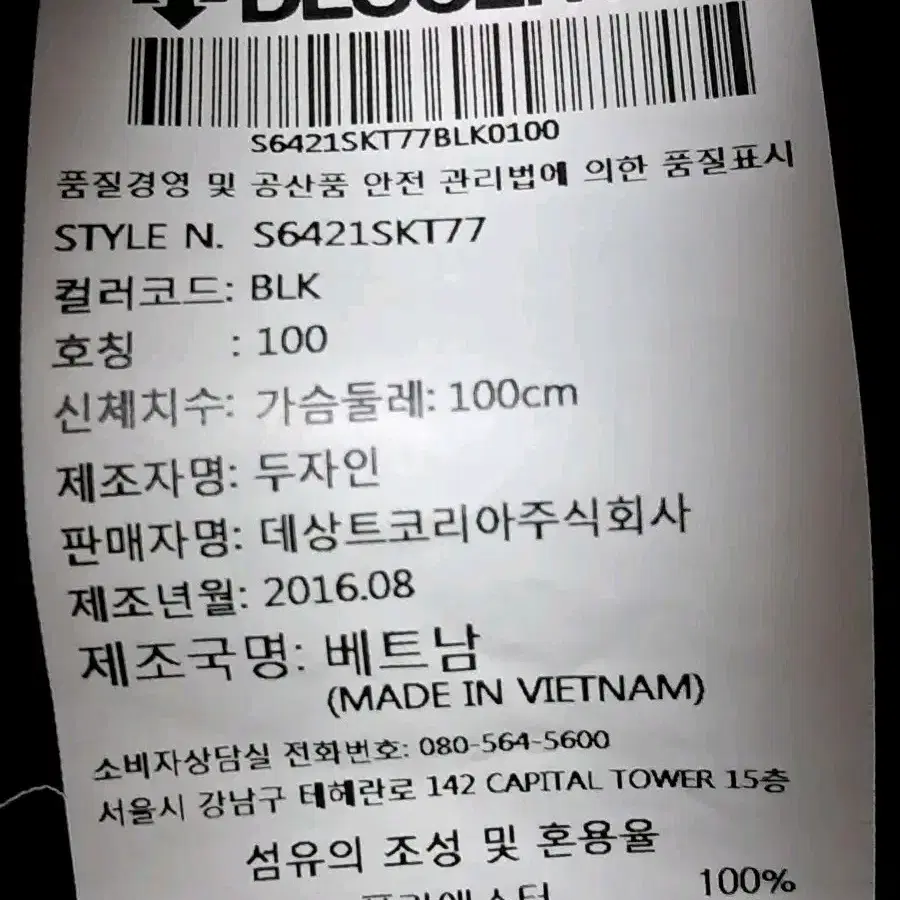 S6421SKT77BLK0100
품질경영 및 공산품 안전 관리법에 의한 품질표시
STYLE N. S6421SKT77
컬러코드: BLK
호칭 : 100
신체치수: 가슴둘레: 100cm
제조자명: 두자인
판매자명: 데상트코리아주식회사
제조년월: 2016.08
제조국명: 베트남
(MADE IN VIETNAM)
소비자상담실 전화번호: 080-564-5600
서울시 강남구 테헤란로 142 CAPITAL TOWER 15층
섬유의 조성 및 혼용율
100%